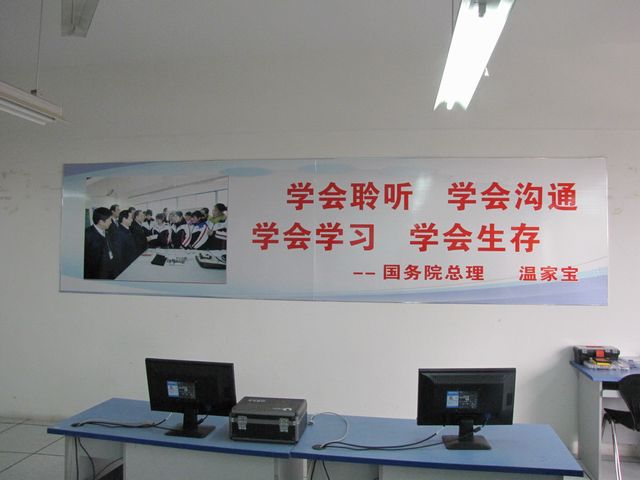 学会聆听 学会沟通
学会学习 学会生存
--国务院总理 温家宝